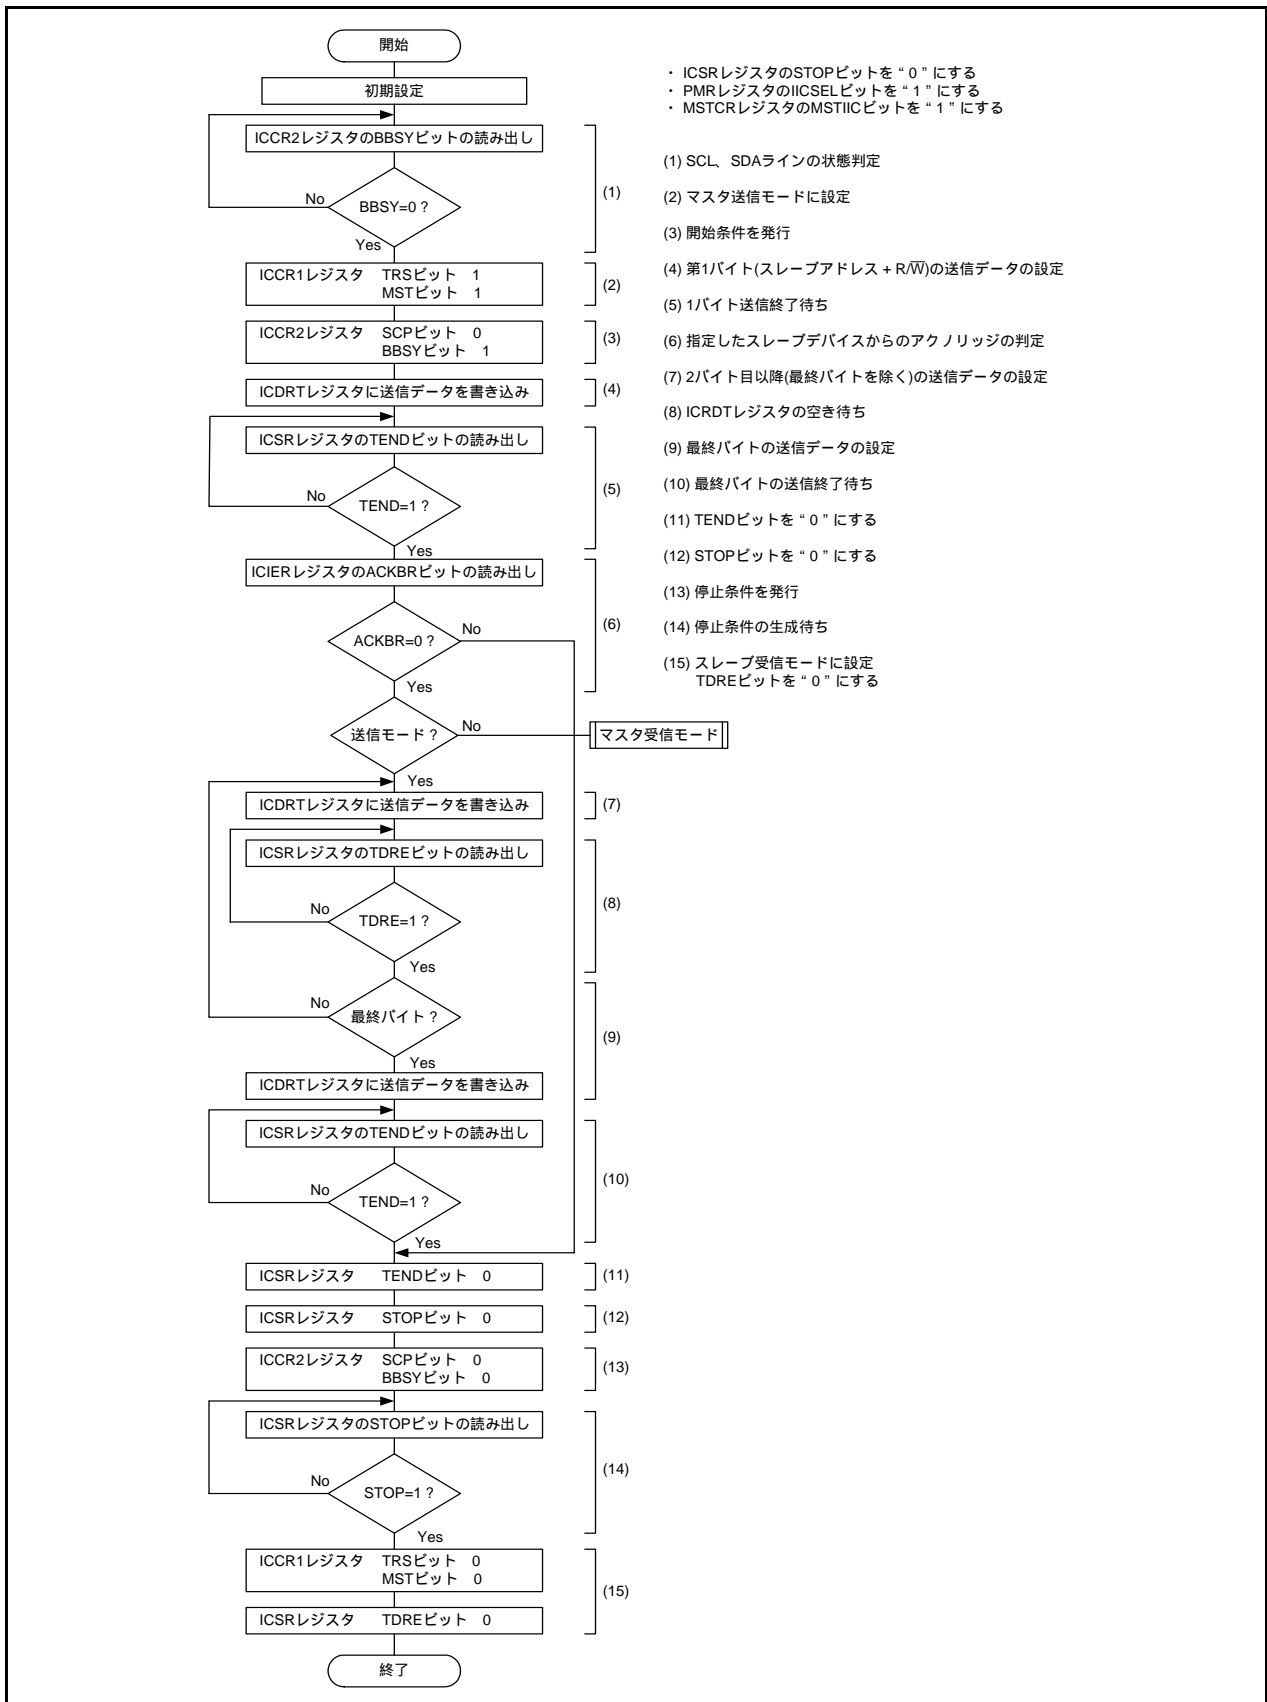 開始
初期設定
・ ICSRレジスタのSTOPビットを“0”にする
・ PMRレジスタのIICSELビットを“1”にする
・ MSTCRレジスタのMSTIICビットを“1”にする
ICCR2レジスタのBBSYビットの読み出し
BBSY=0 ?
No
Yes
(1)
ICCR1レジスタ TRSビット 1
MSTビット 1
(2)
ICCR2レジスタ SCPビット 0
BBSYビット 1
(3)
ICDRTレジスタに送信データを書き込み
(4)
ICSRレジスタのTENDビットの読み出し
TEND=1 ?
No
Yes
(5)
ICIERレジスタのACKBRビットの読み出し
ACKBR=0 ?
No
Yes
(6)
送信モード ?
No
マスタ受信モード
Yes
ICDRTレジスタに送信データを書き込み
(7)
ICSRレジスタのTDREビットの読み出し
TDRE=1 ?
No
Yes
(8)
最終バイト ?
No
Yes
ICDRTレジスタに送信データを書き込み
(9)
ICSRレジスタのTENDビットの読み出し
TEND=1 ?
No
Yes
(10)
ICSRレジスタ TENDビット 0
(11)
ICSRレジスタ STOPビット 0
(12)
ICCR2レジスタ SCPビット 0
BBSYビット 0
(13)
ICSRレジスタのSTOPビットの読み出し
STOP=1 ?
No
Yes
(14)
ICCR1レジスタ TRSビット 0
MSTビット 0
ICSRレジスタ TDREビット 0
(15)
終了
(1) SCL、SDAラインの状態判定
(2) マスタ送信モードに設定
(3) 開始条件を発行
(4) 第1バイト(スレーブアドレス + R/W̅)の送信データの設定
(5) 1バイト送信終了待ち
(6) 指定したスレーブデバイスからのアクノリッジの判定
(7) 2バイト目以降(最終バイトを除く)の送信データの設定
(8) ICRDTレジスタの空き待ち
(9) 最終バイトの送信データの設定
(10) 最終バイトの送信終了待ち
(11) TENDビットを“0”にする
(12) STOPビットを“0”にする
(13) 停止条件を発行
(14) 停止条件の生成待ち
(15) スレーブ受信モードに設定
TDREビットを“0”にする